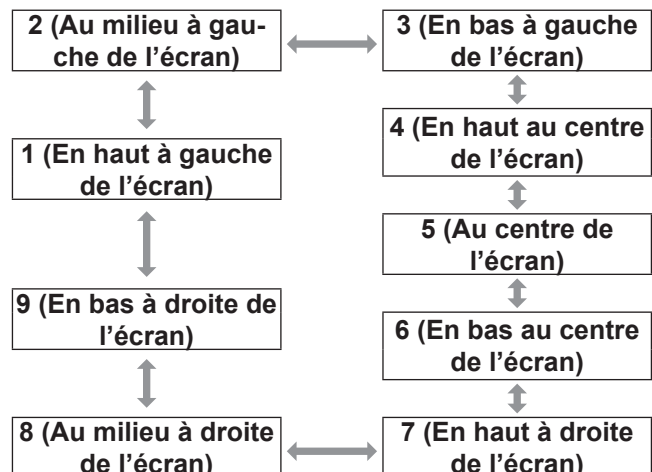 2 (Au milieu à gau-
che de l'écran)
3 (En bas à gauche
de l'écran)
4 (En haut au centre
de l'écran)
1 (En haut à gauche
de l'écran)
5 (Au centre de
l'écran)
9 (En bas à droite de
l'écran)
6 (En bas au centre
de l'écran)
8 (Au milieu à droite
de l'écran)
7 (En haut à droite
de l'écran)